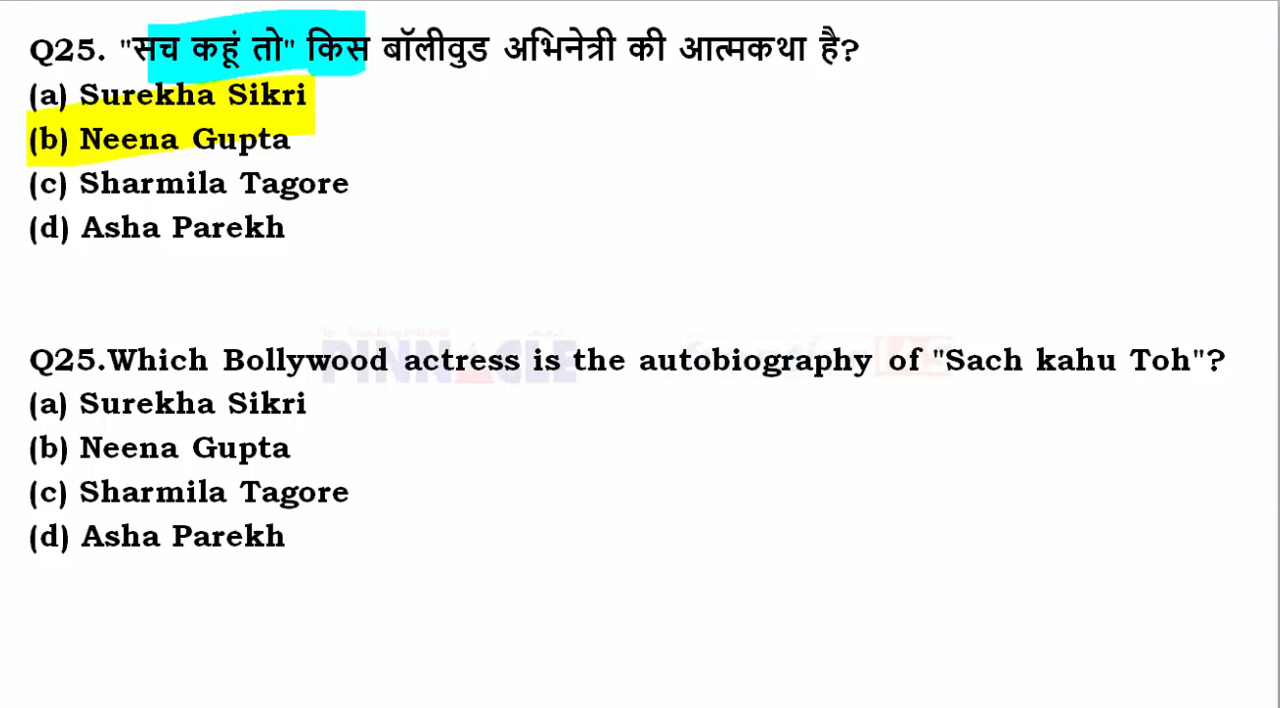 Q25. "सच कहूं तो" किस बॉलीवुड अभिनेत्री की आत्मकथा है?
(a) Surekha Sikri
(b) Neena Gupta
(c) Sharmila Tagore
(d) Asha Parekh
PINNACLE
Q25.Which Bollywood actress is the autobiography of "Sach kahu Toh"?
(a) Surekha Sikri
(b) Neena Gupta
(c) Sharmila Tagore
(d) Asha Parekh